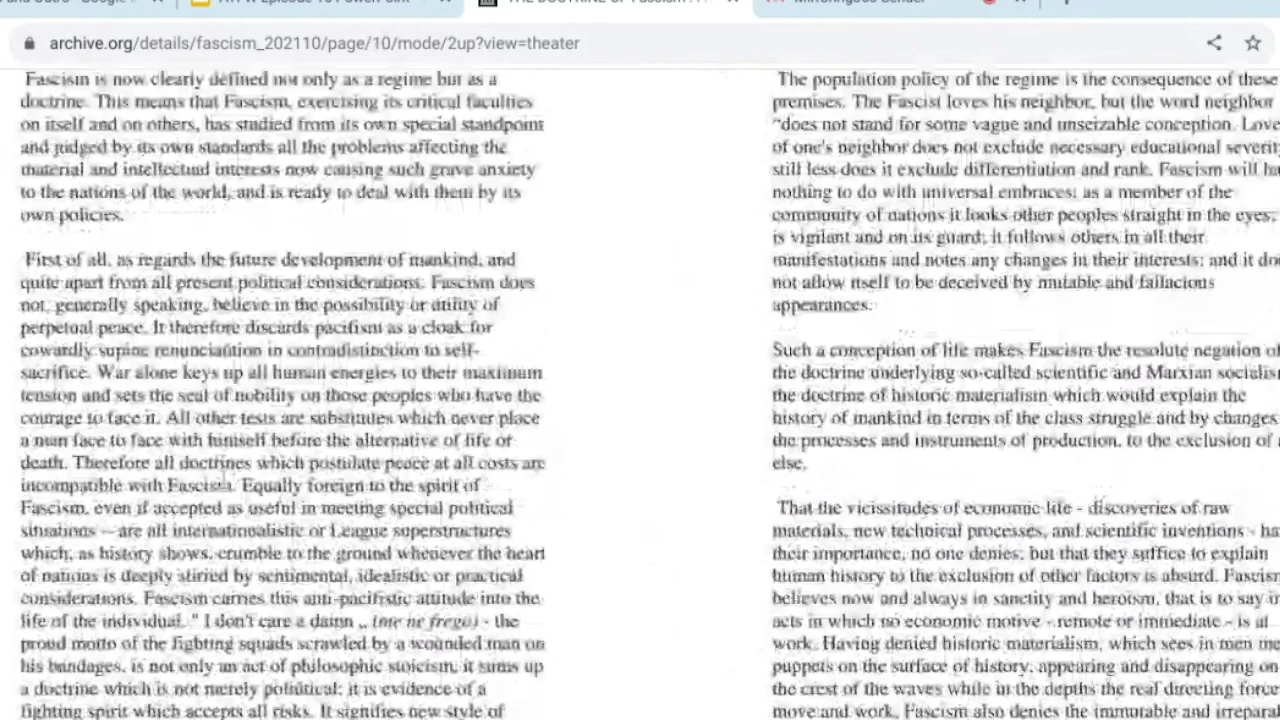 THE DOCTRINE OF Fascism
archive.org/details/fascism_202110/page/10/mode/2up?view=theater
Fascism is now clearly defined not only as a regime but as a
doctrine. This means that Fascism, exercising its critical faculties
on itself and on others, has studied from its own special standpoint
and judged by its own standards all the problems affecting the
material and intellectual interests now causing such grave anxiety
to the nations of the world, and is ready to deal with them by its
own policies.
First of all, as regards the future development of mankind, and
quite apart from all present political considerations. Fascism does
not, generally speaking, believe in the possibility or utility of
perpetual peace. It therefore discards pacifism as a cloak for
cowardly supine renunciation in contradistinction to self-
sacrifice. War alone keys up all human energies to their maximum
tension and sets the seal of nobility on those peoples who have the
courage to face it. All other tests are substitutes which never place
a man face to face with himself before the alternative of life or
death. Therefore all doctrines which postulate peace at all costs are
incompatible with Fascism. Equally foreign to the spirit of
Fascism, even if accepted as useful in meeting special political
situations -- are all internationalistic or League superstructures
which, as history shows, crumble to the ground whenever the heart
of nations is deeply stirred by sentimental, idealistic or practical
considerations. Fascism carries this anti-pacifistic attitude into the
life of the individual. " I don't care a damn „ (me ne frego) - the
proud motto of the fighting squads scrawled by a wounded man on
his bandages, is not only an act of philosophic stoicism, it sums up
a doctrine which is not merely political: it is evidence of a
fighting spirit which accepts all risks. It signifies new style of
The population policy of the regime is the consequence of these
premises. The Fascist loves his neighbor, but the word neighbor
"does not stand for some vague and unseizable conception. Love
of one's neighbor does not exclude necessary educational severit
still less does it exclude differentiation and rank. Fascism will ha
nothing to do with universal embraces; as a member of the
community of nations it looks other peoples straight in the eyes;
is vigilant and on its guard; it follows others in all their
manifestations and notes any changes in their interests; and it do
not allow itself to be deceived by mutable and fallacious
appearances.
Such a conception of life makes Fascism the resolute negation of
the doctrine underlying so-called scientific and Marxian socialis
the doctrine of historic materialism which would explain the
history of mankind in terms of the class struggle and by changes
the processes and instruments of production, to the exclusion of
else.
That the vicissitudes of economic life - discoveries of raw
materials, new technical processes, and scientific inventions - ha
their importance, no one denies; but that they suffice to explain
human history to the exclusion of other factors is absurd. Fascism
believes now and always in sanctity and heroism, that is to say in
acts in which no economic motive - remote or immediate - is at
work. Having denied historic materialism, which sees in men me
puppets on the surface of history, appearing and disappearing on
the crest of the waves while in the depths the real directing force
move and work, Fascism also denies the immutable and irreparal